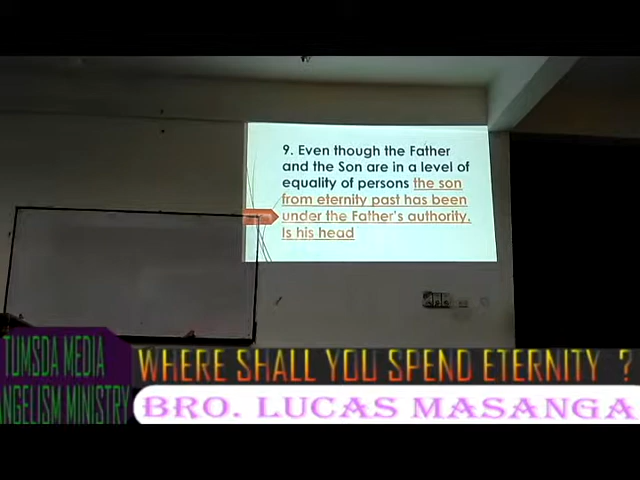 9. Even though the Father
and the Son are in a level of
equality of persons the son
from eternity past has been
under the Father's authority.
Is his head
TUMSDA MEDIA
ANGELISM MINISTRY
WHERE SHALL YOU SPEND ETERNITY ?
BRO. LUCAS MASANGA